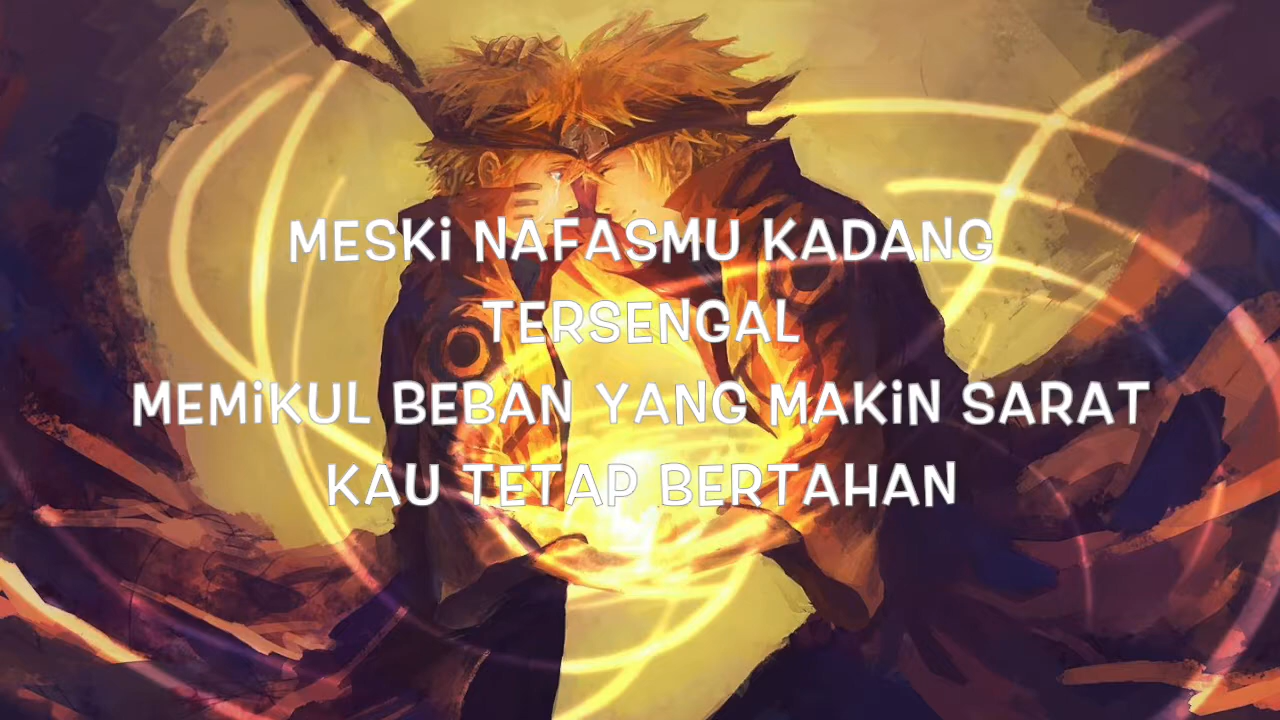 MESKi NAFASMU KADANG
TERSENGAL
MEMiKUL BEBAN YANG MAKiN SARAT
KAU TETAP BERTAHAN